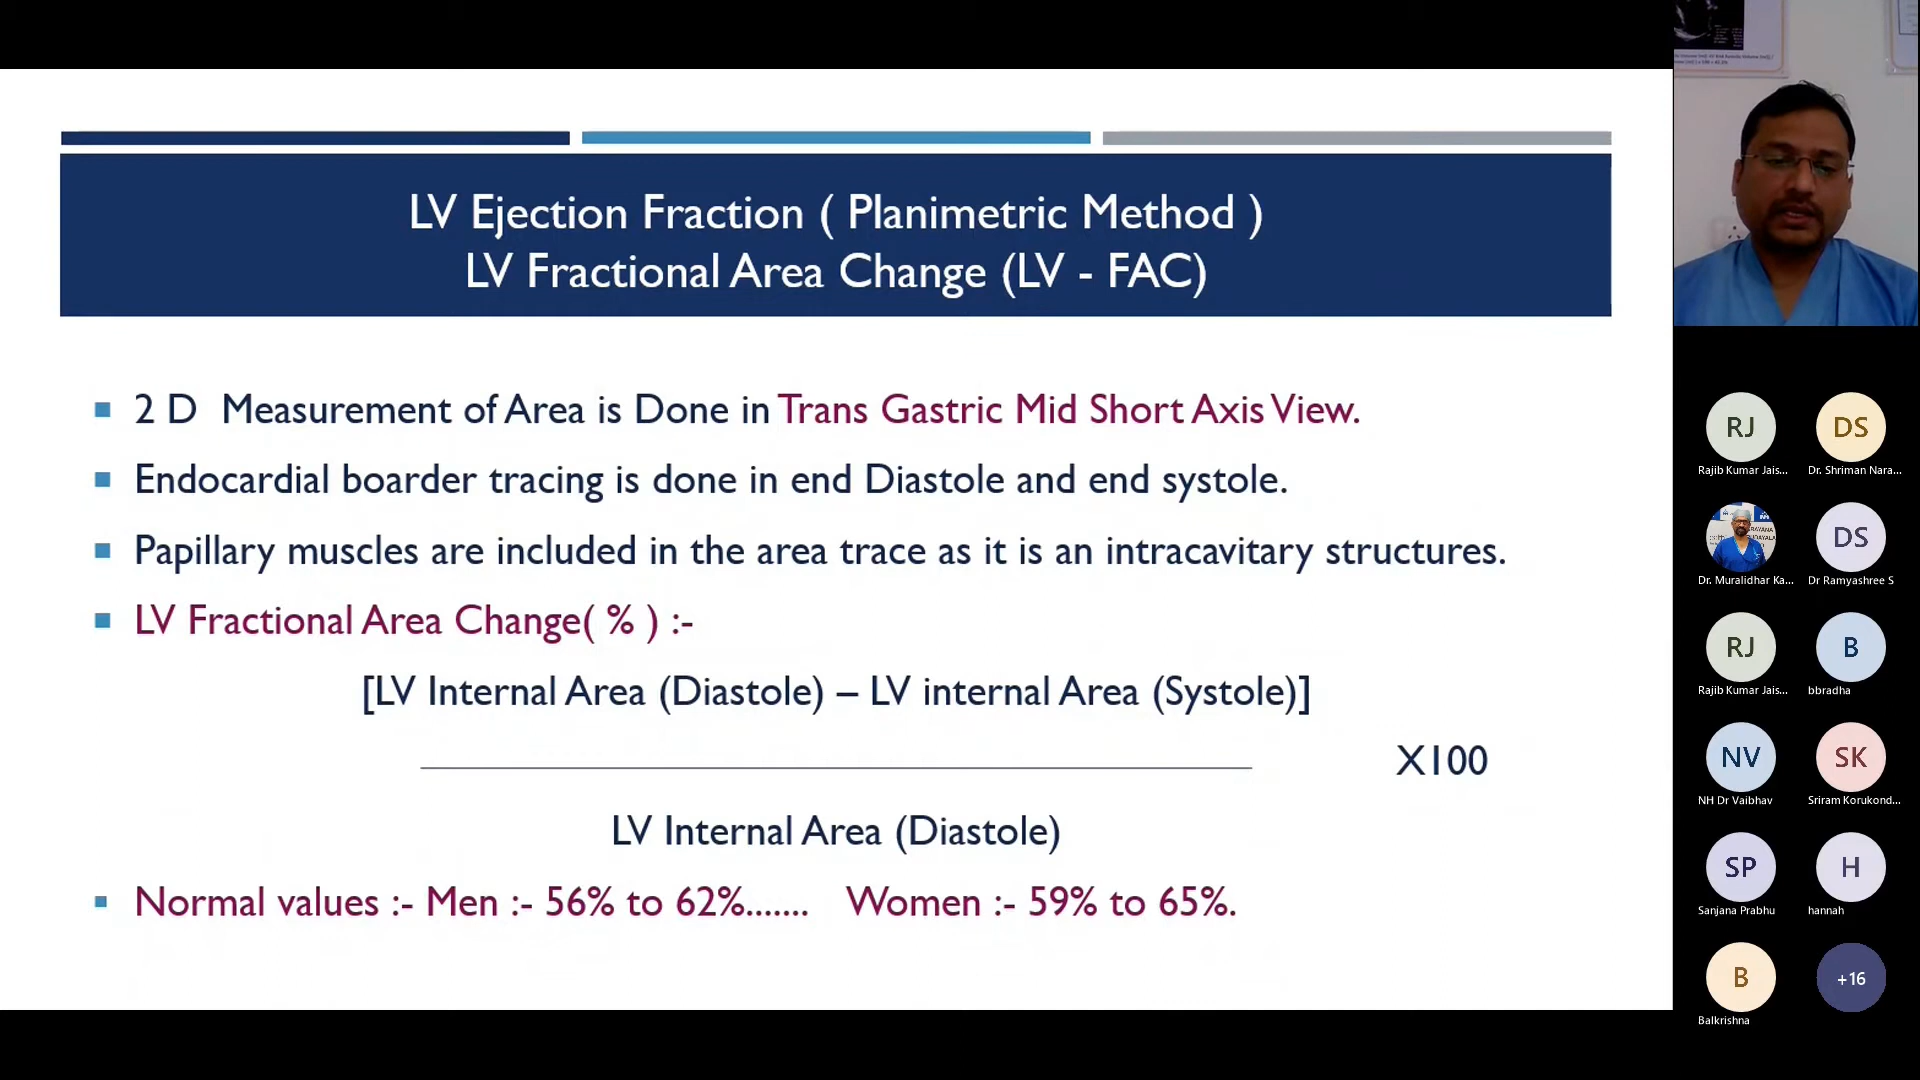 LV Ejection Fraction ( Planimetric Method )
LV Fractional Area Change (LV - FAC)
2 D Measurement of Area is Done in Trans Gastric Mid Short Axis View.
Endocardial boarder tracing is done in end Diastole and end systole.
Papillary muscles are included in the area trace as it is an intracavitary structures.
LV Fractional Area Change( % ) :-
[LV Internal Area (Diastole) – LV internal Area (Systole)]
X100
LV Internal Area (Diastole)
Normal values :- Men :- 56% to 62%....... Women :- 59% to 65%.
RJ
Rajib Kumar Jais...
DS
Dr. Shriman Nara...
Dr. Muralidhar Ka...
DS
Dr Ramyashree S
RJ
Rajib Kumar Jais...
B
bbradha
NV
NH Dr Vaibhav
SK
Sriram Korukond...
SP
Sanjana Prabhu
H
hannah
B
Balkrishna
+16